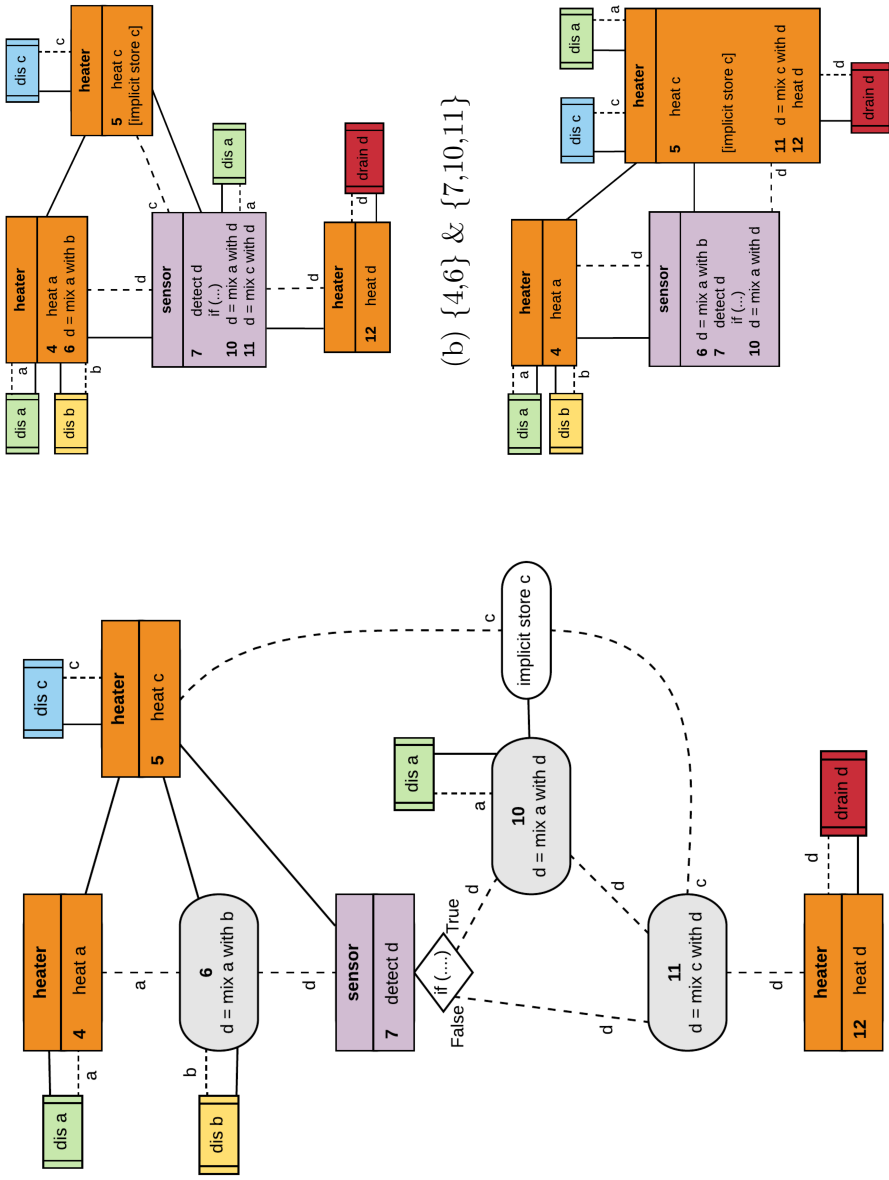 dis a
a
heater
4 heat a
a
dis b
b
6
d = mix a with b
d
heater
5 heat c
dis c
c
sensor
7 detect d
if (....)
False
True
d
d
dis a
a
10
d = mix a with d
d
implicit store c
c
c
11
d = mix c with d
d
heater
12 heat d
d
drain d
dis a
a
dis b
b
heater
4 heat a
6 d = mix a with b
d
dis c
c
heater
5 heat c
[implicit store c]
c
sensor
7 detect d
if (...)
10 d = mix a with d
11 d = mix c with d
dis a
a
d
heater
12 heat d
d
drain d
(b) {4,6} & {7,10,11}
dis a
a
dis b
b
heater
4 heat a
d
sensor
6 d = mix a with b
7 detect d
if (...)
10 d = mix a with d
d
dis c
c
dis a
a
heater
5 heat c
[implicit store c]
11 d = mix c with d
12 heat d
d
drain d